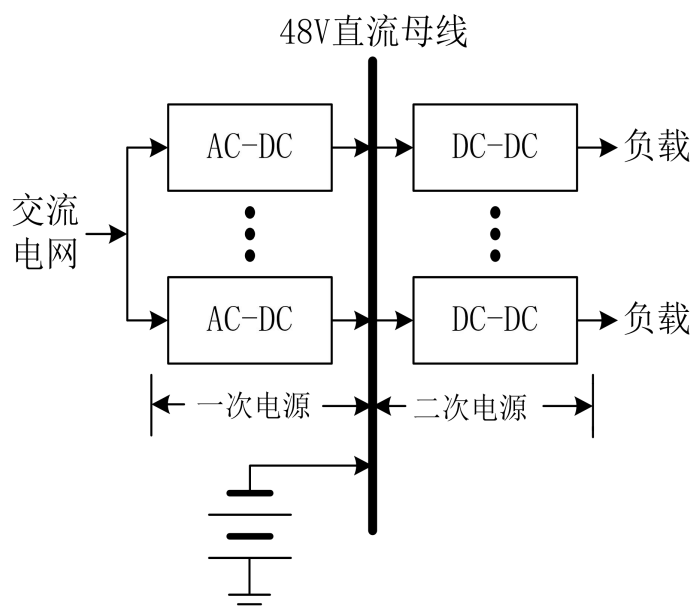 48V直流母线
AC-DC
DC-DC
负载
交流
电网
AC-DC
DC-DC
负载
一次电源
二次电源